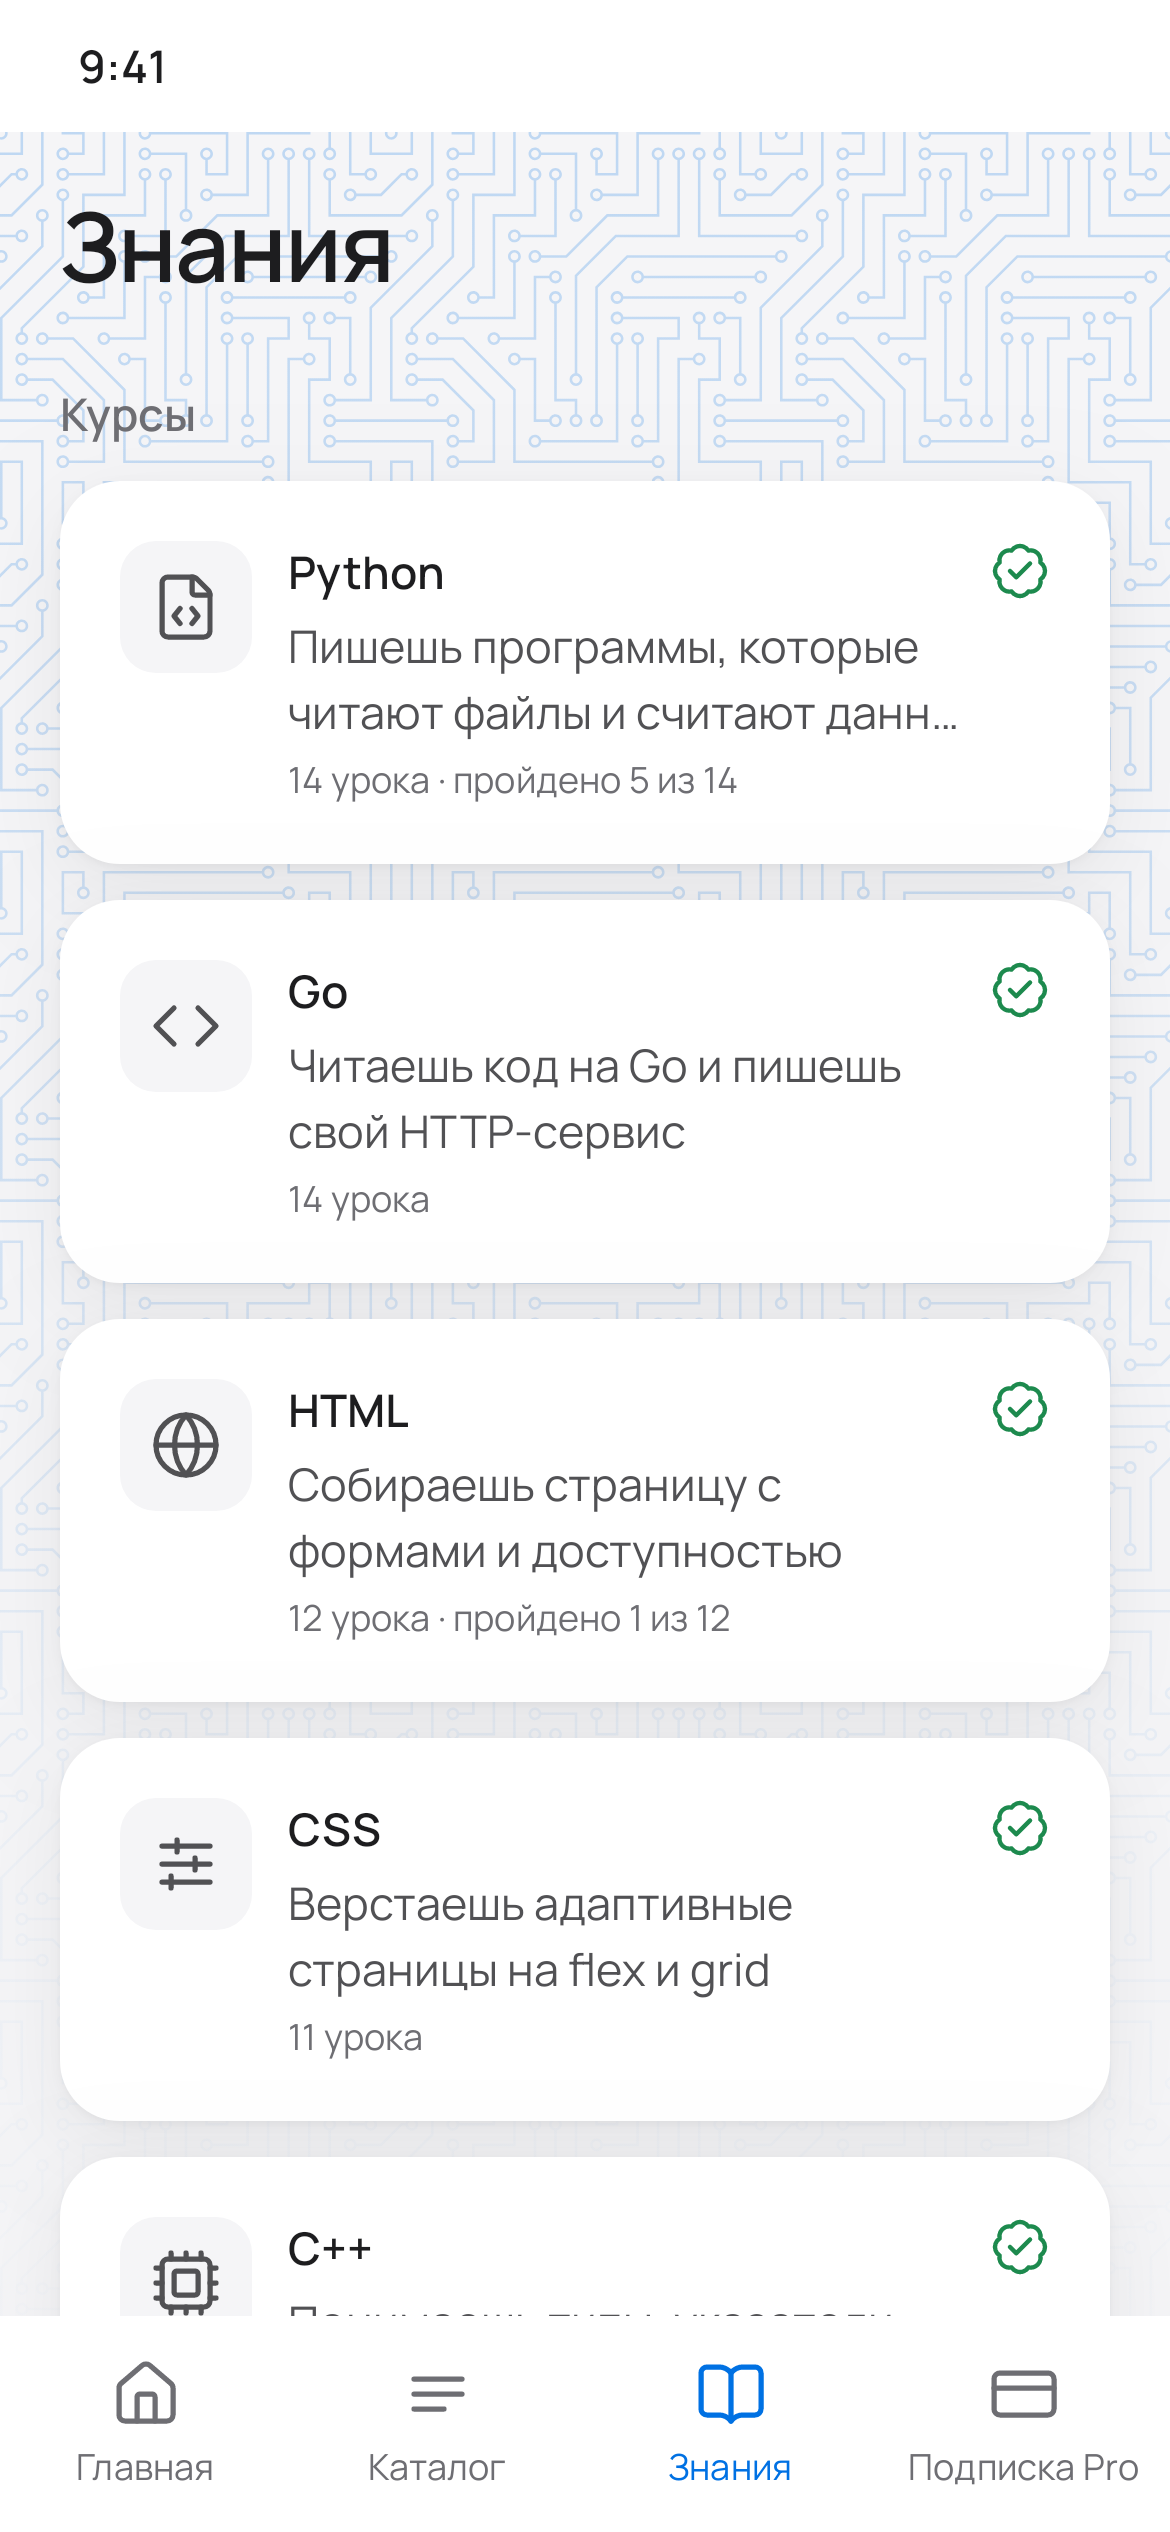 9:41
Знания
Курсы
Python
Пишешь программы, которые
читают файлы и считают данн…
14 урока · пройдено 5 из 14
Go
Читаешь код на Go и пишешь
свой HTTP-сервис
14 урока
HTML
Собираешь страницу с
формами и доступностью
12 урока · пройдено 1 из 12
CSS
Верстаешь адаптивные
страницы на flex и grid
11 урока
C++
Главная
Каталог
Знания
Подписка Pro